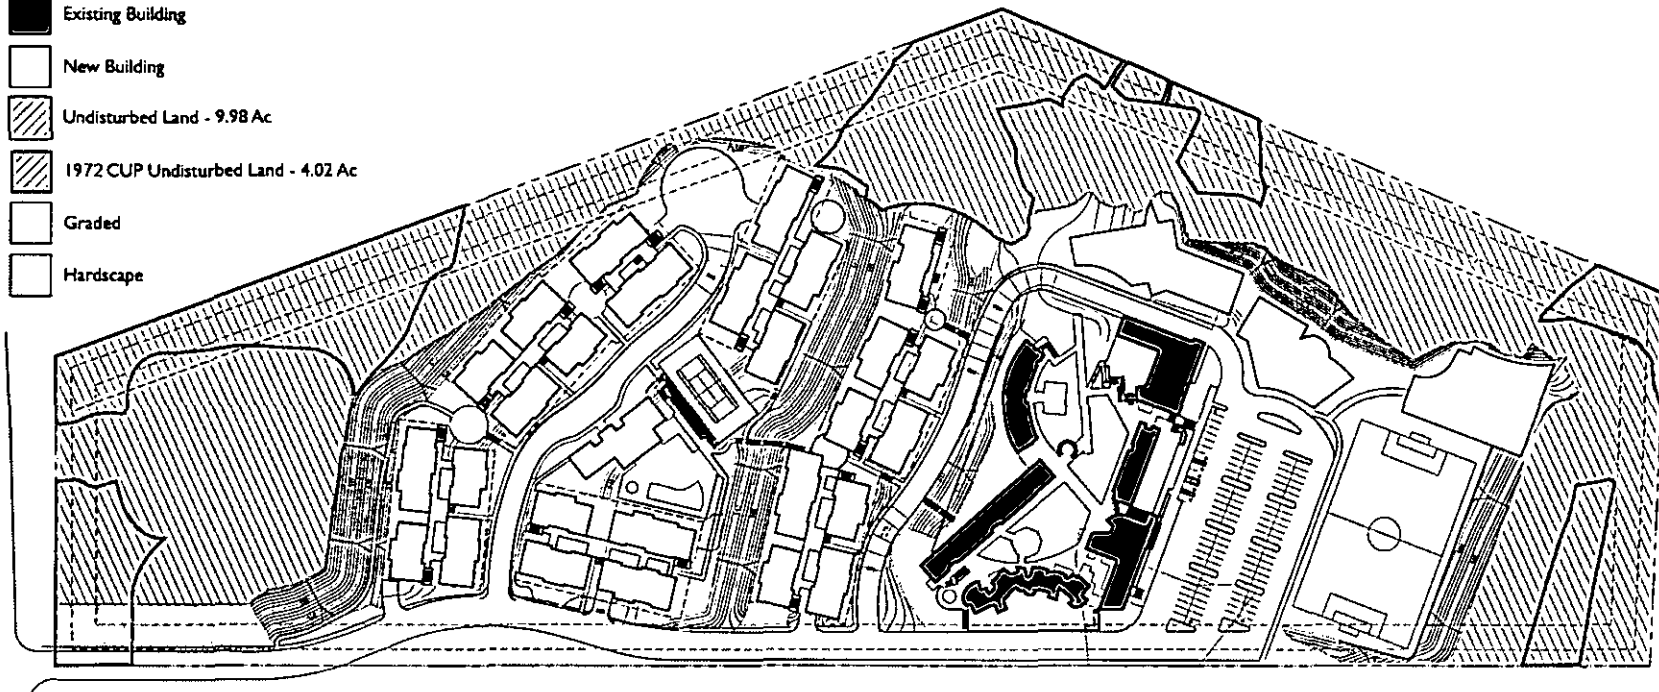 Existing Building
New Building
Undisturbed Land - 9.98 Ac
1972 CUP Undisturbed Land - 4.02 Ac
Graded
Hardscape